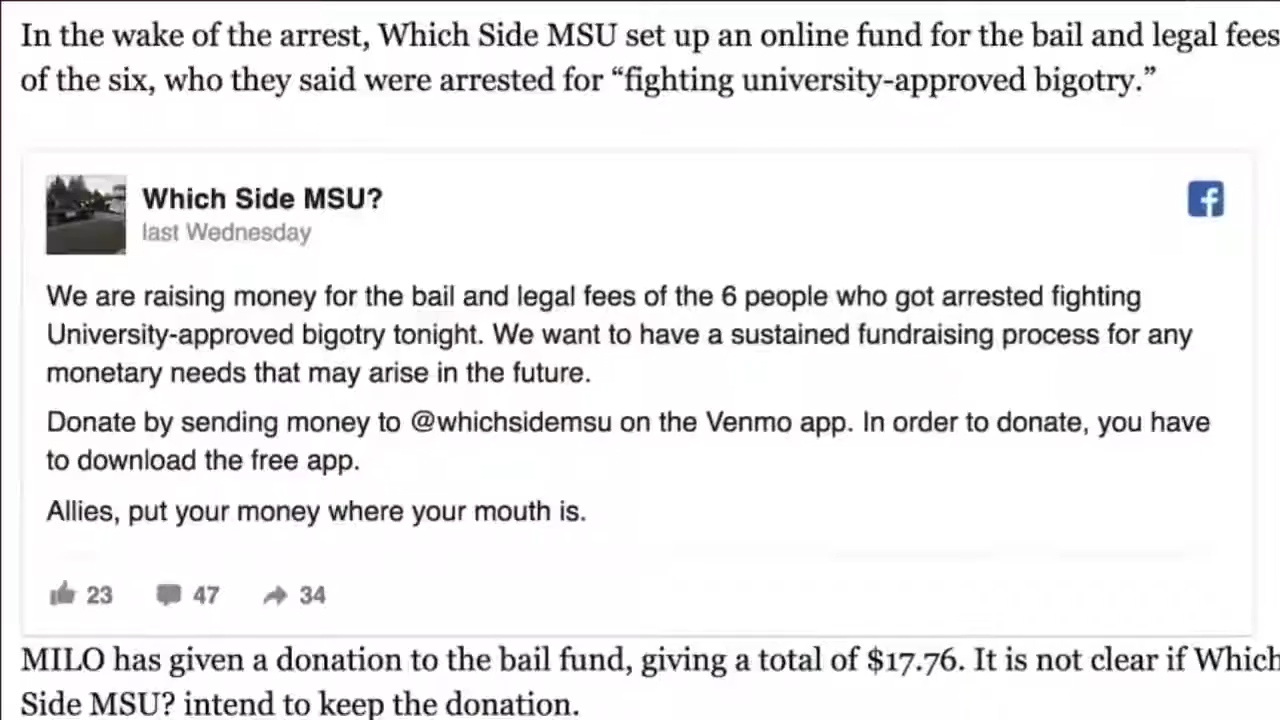 In the wake of the arrest, Which Side MSU set up an online fund for the bail and legal fees
of the six, who they said were arrested for “fighting university-approved bigotry.”
Which Side MSU?
last Wednesday
We are raising money for the bail and legal fees of the 6 people who got arrested fighting
University-approved bigotry tonight. We want to have a sustained fundraising process for any
monetary needs that may arise in the future.
Donate by sending money to @whichsidemsu on the Venmo app. In order to donate, you have
to download the free app.
Allies, put your money where your mouth is.
23 47 34
MILO has given a donation to the bail fund, giving a total of $17.76. It is not clear if Which
Side MSU? intend to keep the donation.